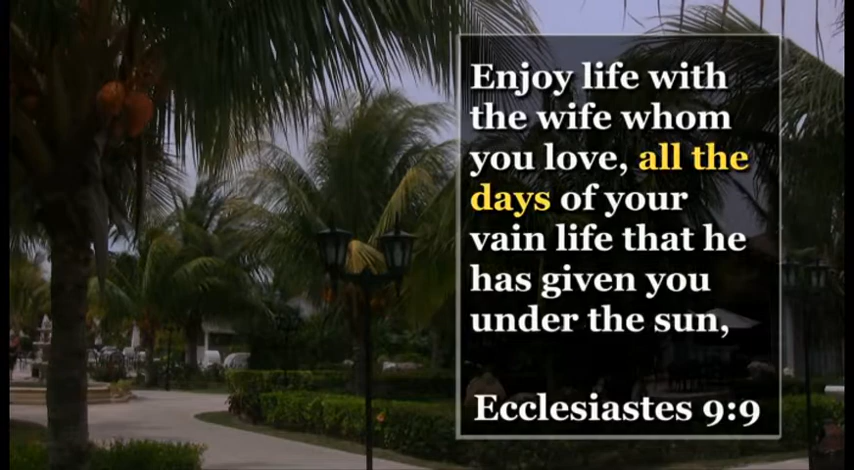 Enjoy life with
the wife whom
you love, all the
days of your
vain life that he
has given you
under the sun,
Ecclesiastes 9:9